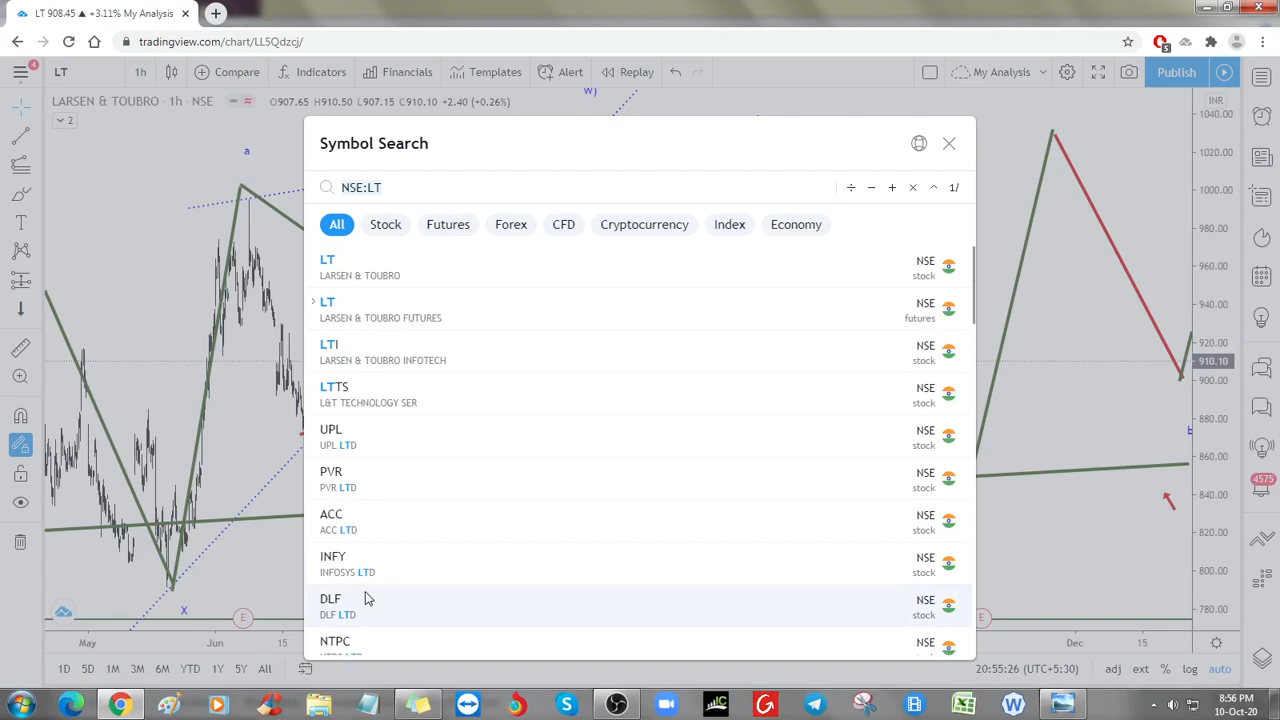 LT 908.45 ▲ +3.11% My Analysis
tradingview.com/chart/LL5Qdzcj/
5
4
LT
1h
Compare
Indicators
Financials
Templates
Alert
Replay
My Analysis
Publish
LARSEN & TOUBRO · 1h · NSE
O907.65 H910.50 L907.15 C910.10 +2.40 (+0.26%)
2
w)
a
INR
1040.00
1020.00
1000.00
980.00
960.00
940.00
920.00
910.10
900.00
880.00
860.00
840.00
820.00
800.00
780.00
b
X
E
E
4575
Symbol Search
NSE:LT
1/
All
Stock
Futures
Forex
CFD
Cryptocurrency
Index
Economy
LT NSE
LARSEN & TOUBRO stock
LT NSE
LARSEN & TOUBRO FUTURES futures
LTI NSE
LARSEN & TOUBRO INFOTECH stock
LTTS NSE
L&T TECHNOLOGY SER stock
UPL NSE
UPL LTD stock
PVR NSE
PVR LTD stock
ACC NSE
ACC LTD stock
INFY NSE
INFOSYS LTD stock
DLF NSE
DLF LTD stock
NTPC NSE
May
Jun
15
Dec
15
1D 5D 1M 3M 6M YTD 1Y 5Y All
20:55:26 (UTC+5:30)
adj ext % log auto
8:56 PM
10-Oct-20